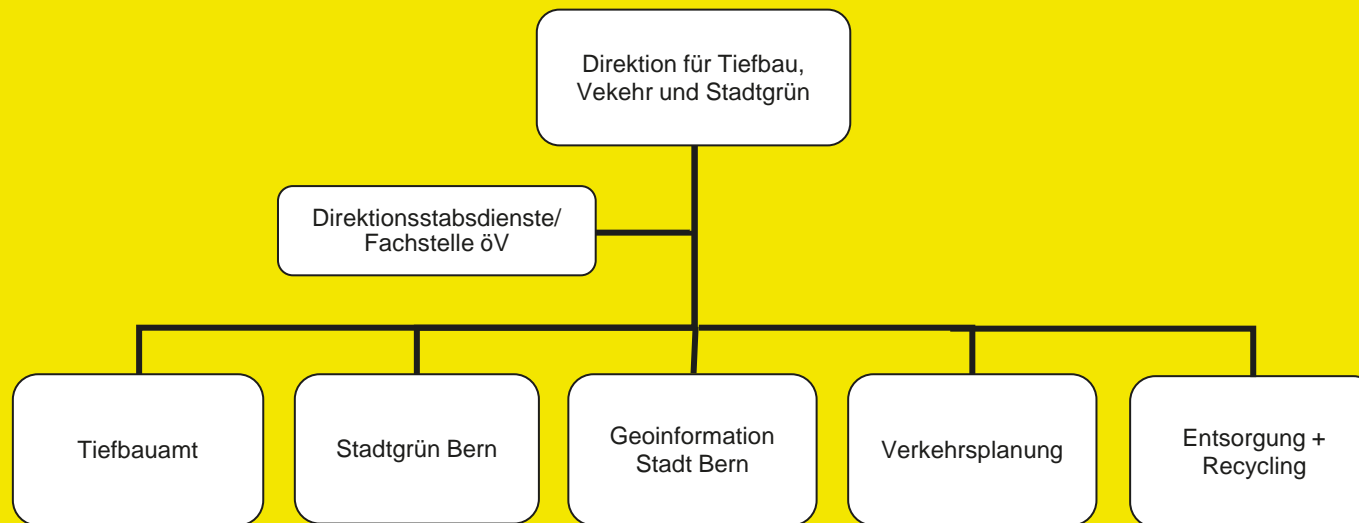 Direktion für Tiefbau,
Vekehr und Stadtgrün
Direktionsstabsdienste/
Fachstelle öV
Tiefbauamt
Stadtgrün Bern
Geoinformation
Stadt Bern
Verkehrsplanung
Entsorgung +
Recycling